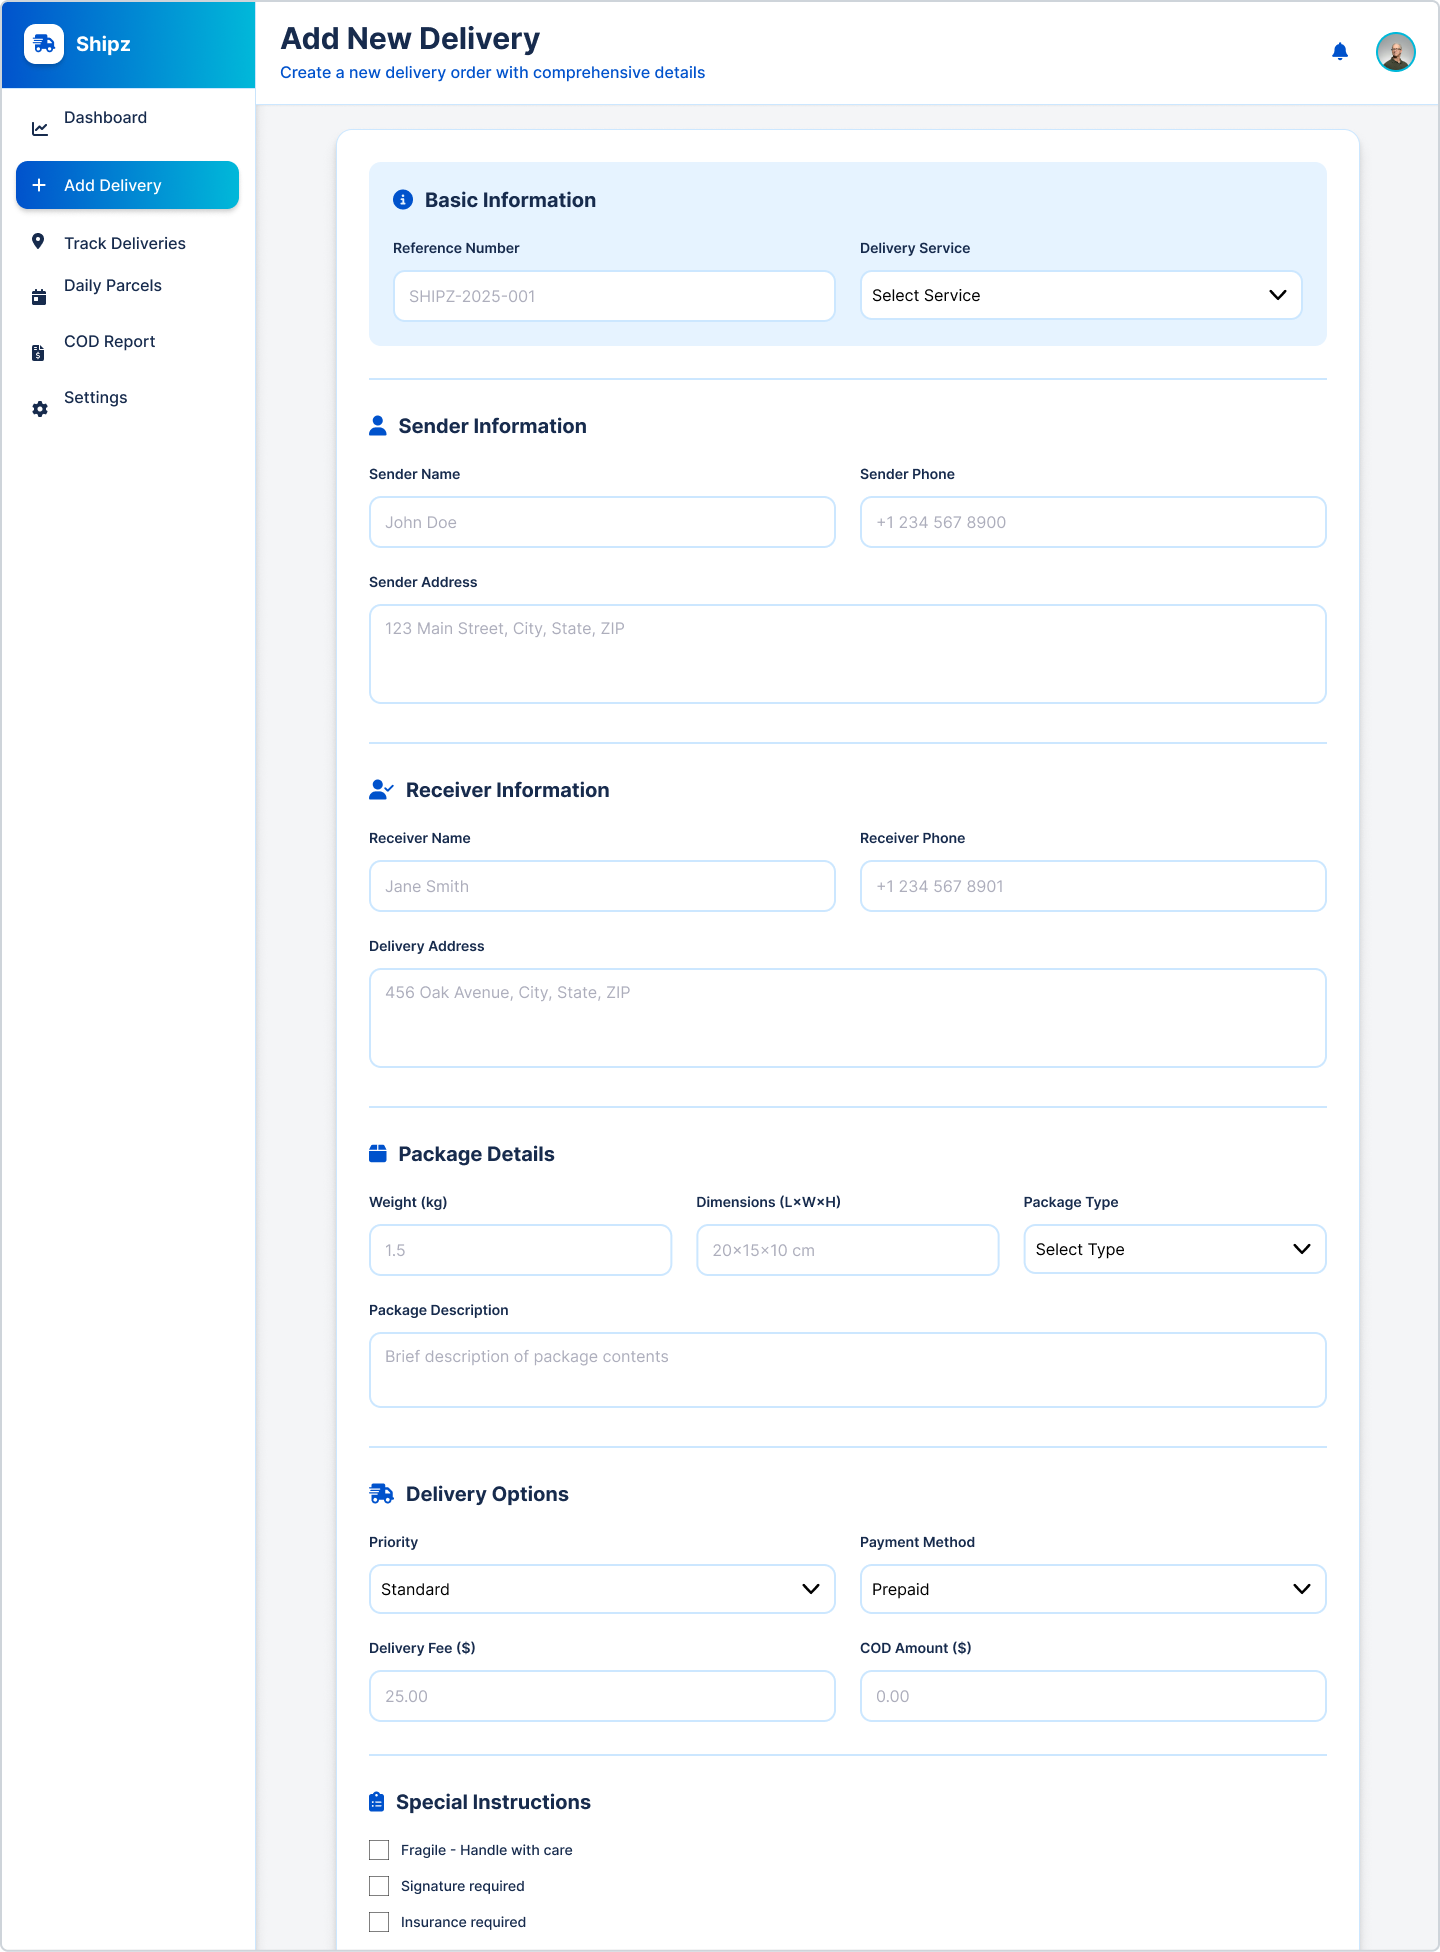 Shipz
Dashboard
Add Delivery
Track Deliveries
Daily Parcels
COD Report
Settings
Add New Delivery
Create a new delivery order with comprehensive details
Basic Information
Reference Number
Delivery Service
SHIPZ-2025-001
Select Service
Sender Information
Sender Name
Sender Phone
John Doe
+1 234 567 8900
Sender Address
123 Main Street, City, State, ZIP
Receiver Information
Receiver Name
Receiver Phone
Jane Smith
+1 234 567 8901
Delivery Address
456 Oak Avenue, City, State, ZIP
Package Details
Weight (kg)
Dimensions (L×W×H)
Package Type
1.5
20×15×10 cm
Select Type
Package Description
Brief description of package contents
Delivery Options
Priority
Payment Method
Standard
Prepaid
Delivery Fee ($)
COD Amount ($)
25.00
0.00
Special Instructions
Fragile - Handle with care
Signature required
Insurance required